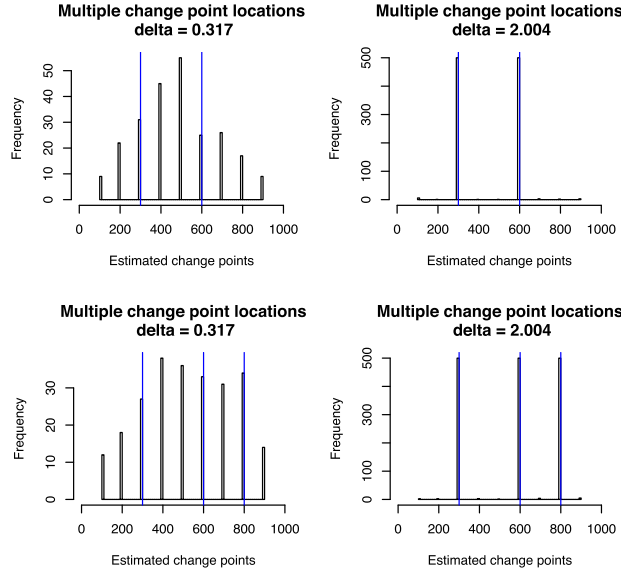 Multiple change point locations
delta = 0.317
Frequency
0 10 20 30 40 50
0 200 400 600 800 1000
Estimated change points
Multiple change point locations
delta = 2.004
Frequency
0 100 300 500
0 200 400 600 800 1000
Estimated change points
Multiple change point locations
delta = 0.317
Frequency
0 10 20 30
0 200 400 600 800 1000
Estimated change points
Multiple change point locations
delta = 2.004
Frequency
0 100 300 500
0 200 400 600 800 1000
Estimated change points